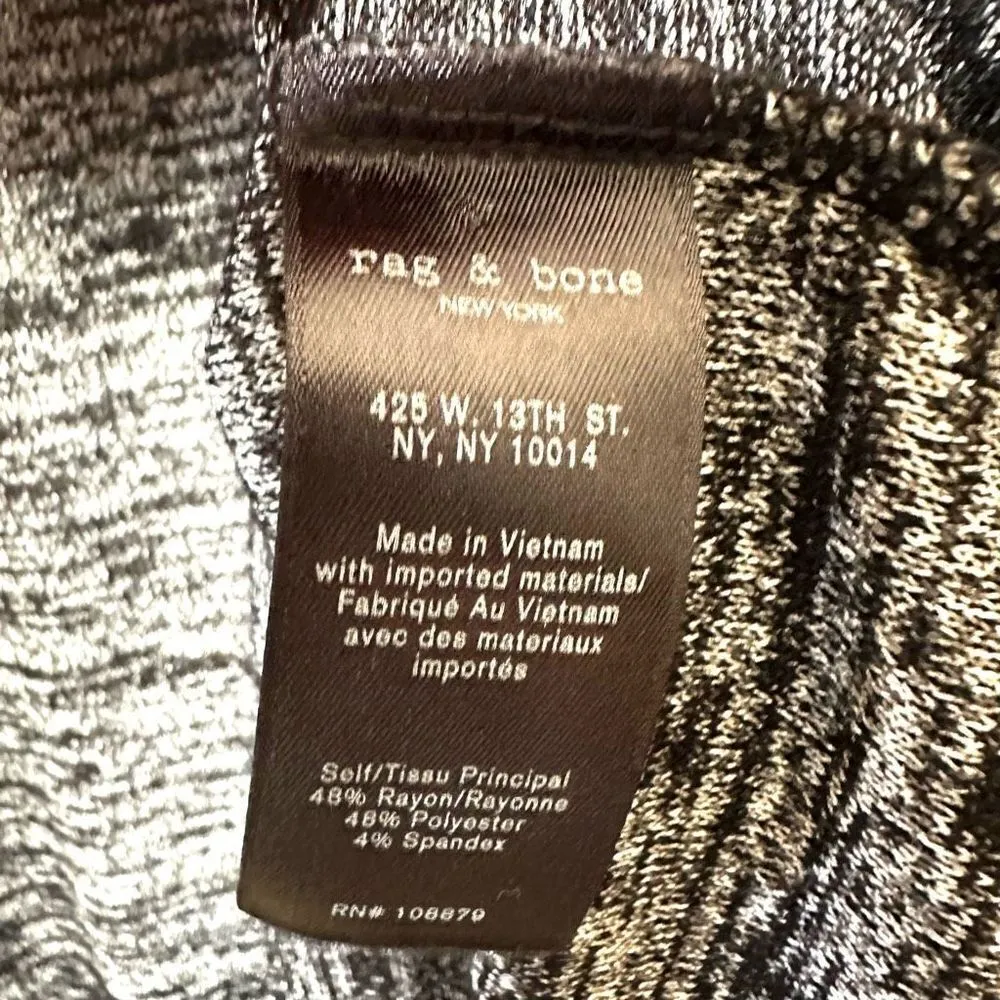 rag & bone
NEW YORK
425 W. 13TH ST.
NY, NY 10014
Made in Vietnam
with imported materials/
Fabriqué Au Vietnam
avec des materiaux
importés
Self/Tissu Principal
48% Rayon/Rayonne
48% Polyester
4% Spandex
RN# 108879